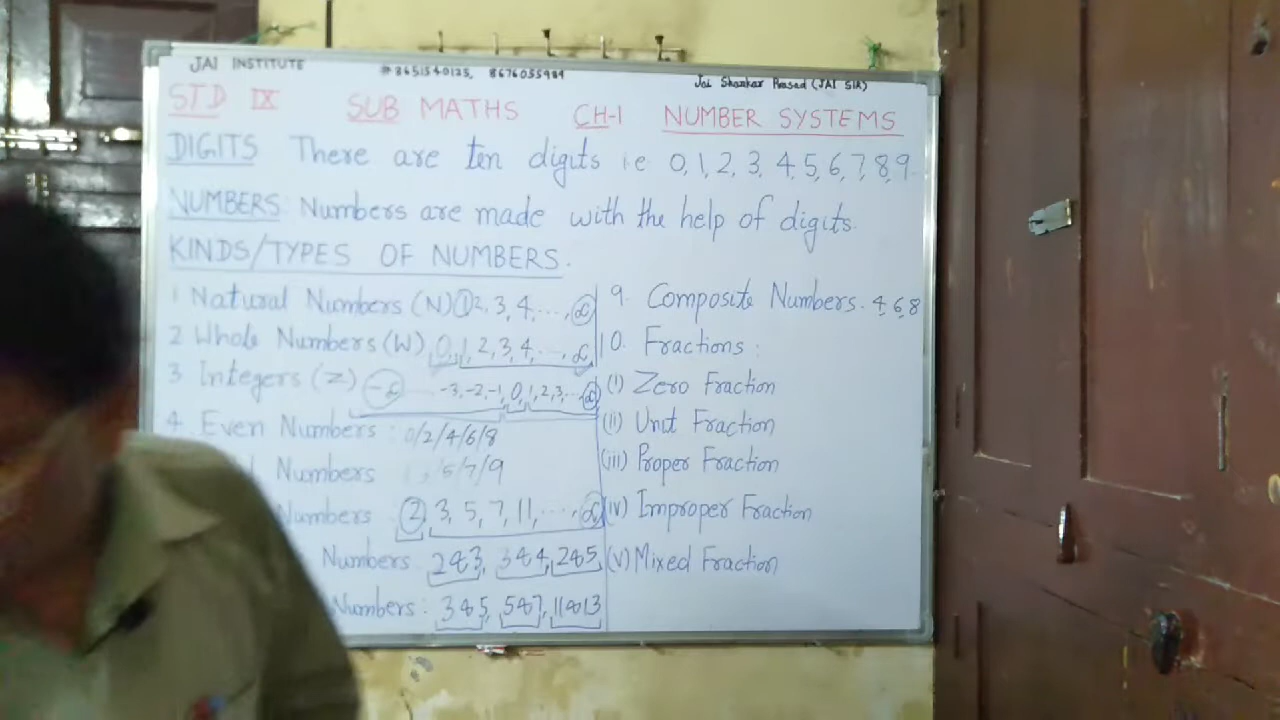 JAI INSTITUTE #8651540125, 8676055989 Jai Shankar Prasad (JAI SIR)
STD IX SUB MATHS CH-1 NUMBER SYSTEMS
DIGITS There are ten digits i.e 0, 1, 2, 3, 4, 5, 6, 7, 8, 9.
NUMBERS: Numbers are made with the help of digits.
KINDS/TYPES OF NUMBERS.
1 Natural Numbers (N) 1 2, 3, 4, ..., ∞
2 Whole Numbers (W) 0, 1, 2, 3, 4, ..., ∞
3 Integers (Z) -∞ ... -3, -2, -1, 0, 1, 2, 3, ... ∞
4. Even Numbers : 0/2/4/6/8
Numbers 5/7/9
Numbers 2, 3, 5, 7, 11, ..., ∞
Numbers 2&3, 3&4, 2&5
Numbers: 3&5, 5&7, 11&13
9. Composite Numbers. 4, 6, 8
10. Fractions :
(i) Zero Fraction
(ii) Unit Fraction
(iii) Proper Fraction
(iv) Improper Fraction
(v) Mixed Fraction